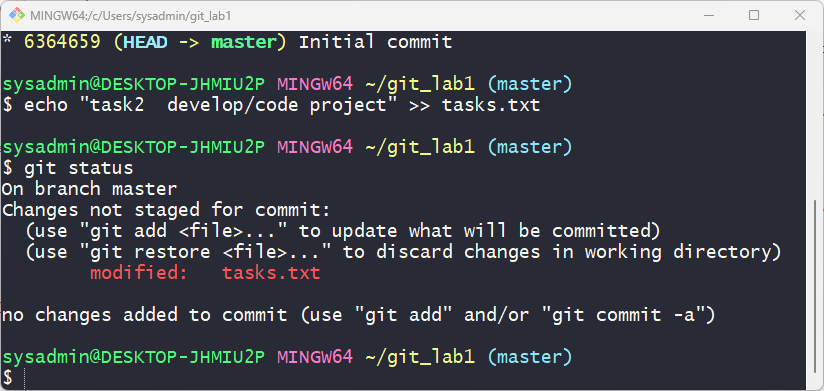 MINGW64:/c/Users/sysadmin/git_lab1
* 6364659 (HEAD -> master) Initial commit
sysadmin@DESKTOP-JHMIU2P MINGW64 ~/git_lab1 (master)
$ echo "task2  develop/code project" >> tasks.txt
sysadmin@DESKTOP-JHMIU2P MINGW64 ~/git_lab1 (master)
$ git status
On branch master
Changes not staged for commit:
  (use "git add <file>..." to update what will be committed)
  (use "git restore <file>..." to discard changes in working directory)
        modified:   tasks.txt
no changes added to commit (use "git add" and/or "git commit -a")
sysadmin@DESKTOP-JHMIU2P MINGW64 ~/git_lab1 (master)
$